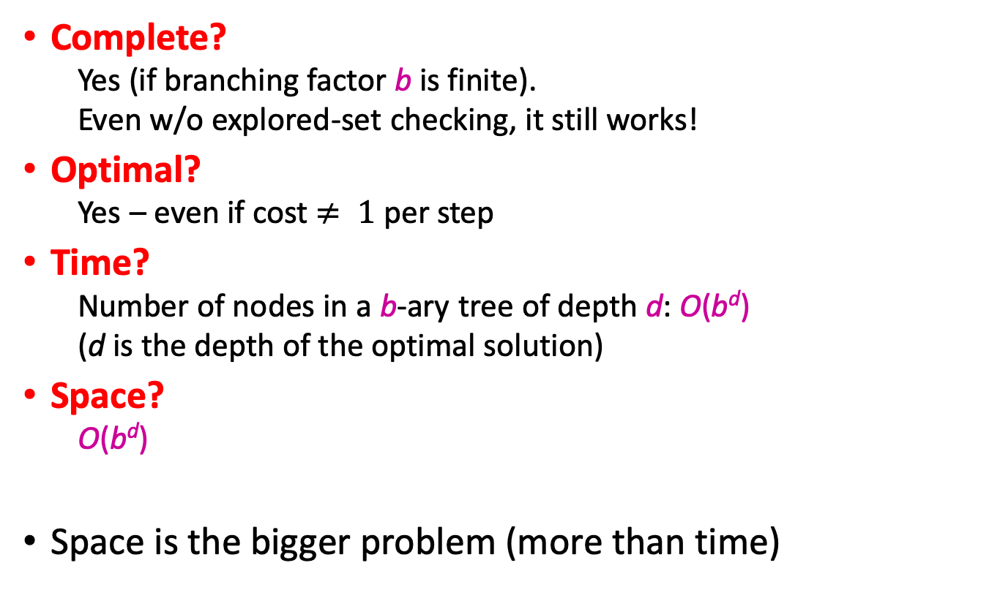 • Complete?
Yes (if branching factor b is finite).
Even w/o explored-set checking, it still works!
• Optimal?
Yes – even if cost ≠ 1 per step
• Time?
Number of nodes in a b-ary tree of depth d: O(bᵈ)
(d is the depth of the optimal solution)
• Space?
O(bᵈ)
• Space is the bigger problem (more than time)